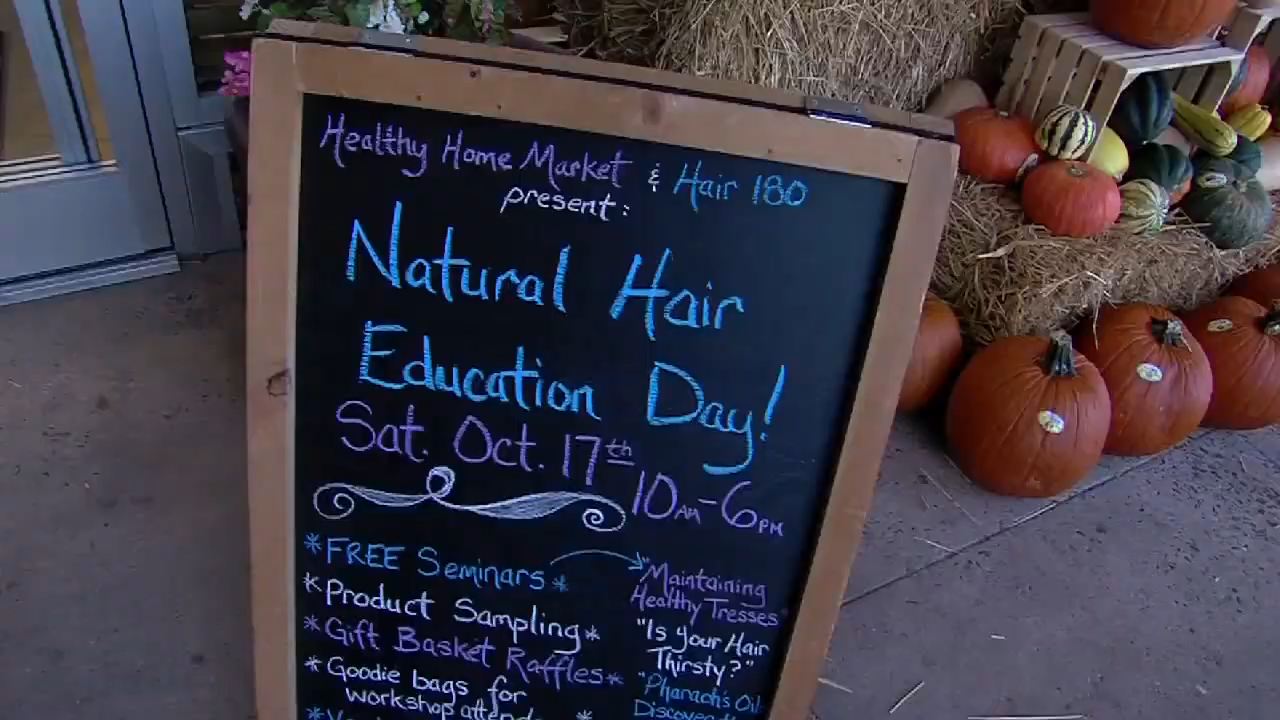 Healthy Home Market & Hair 180
present:
Natural Hair
Education Day!
Sat. Oct. 17th
10AM-6PM
*FREE Seminars*
*Product Sampling*
*Gift Basket Raffles*
*Goodie bags for
workshop *
"Maintaining
Healthy Tresses"
"Is your Hair
Thirsty?"
"Pharaoh's Oil